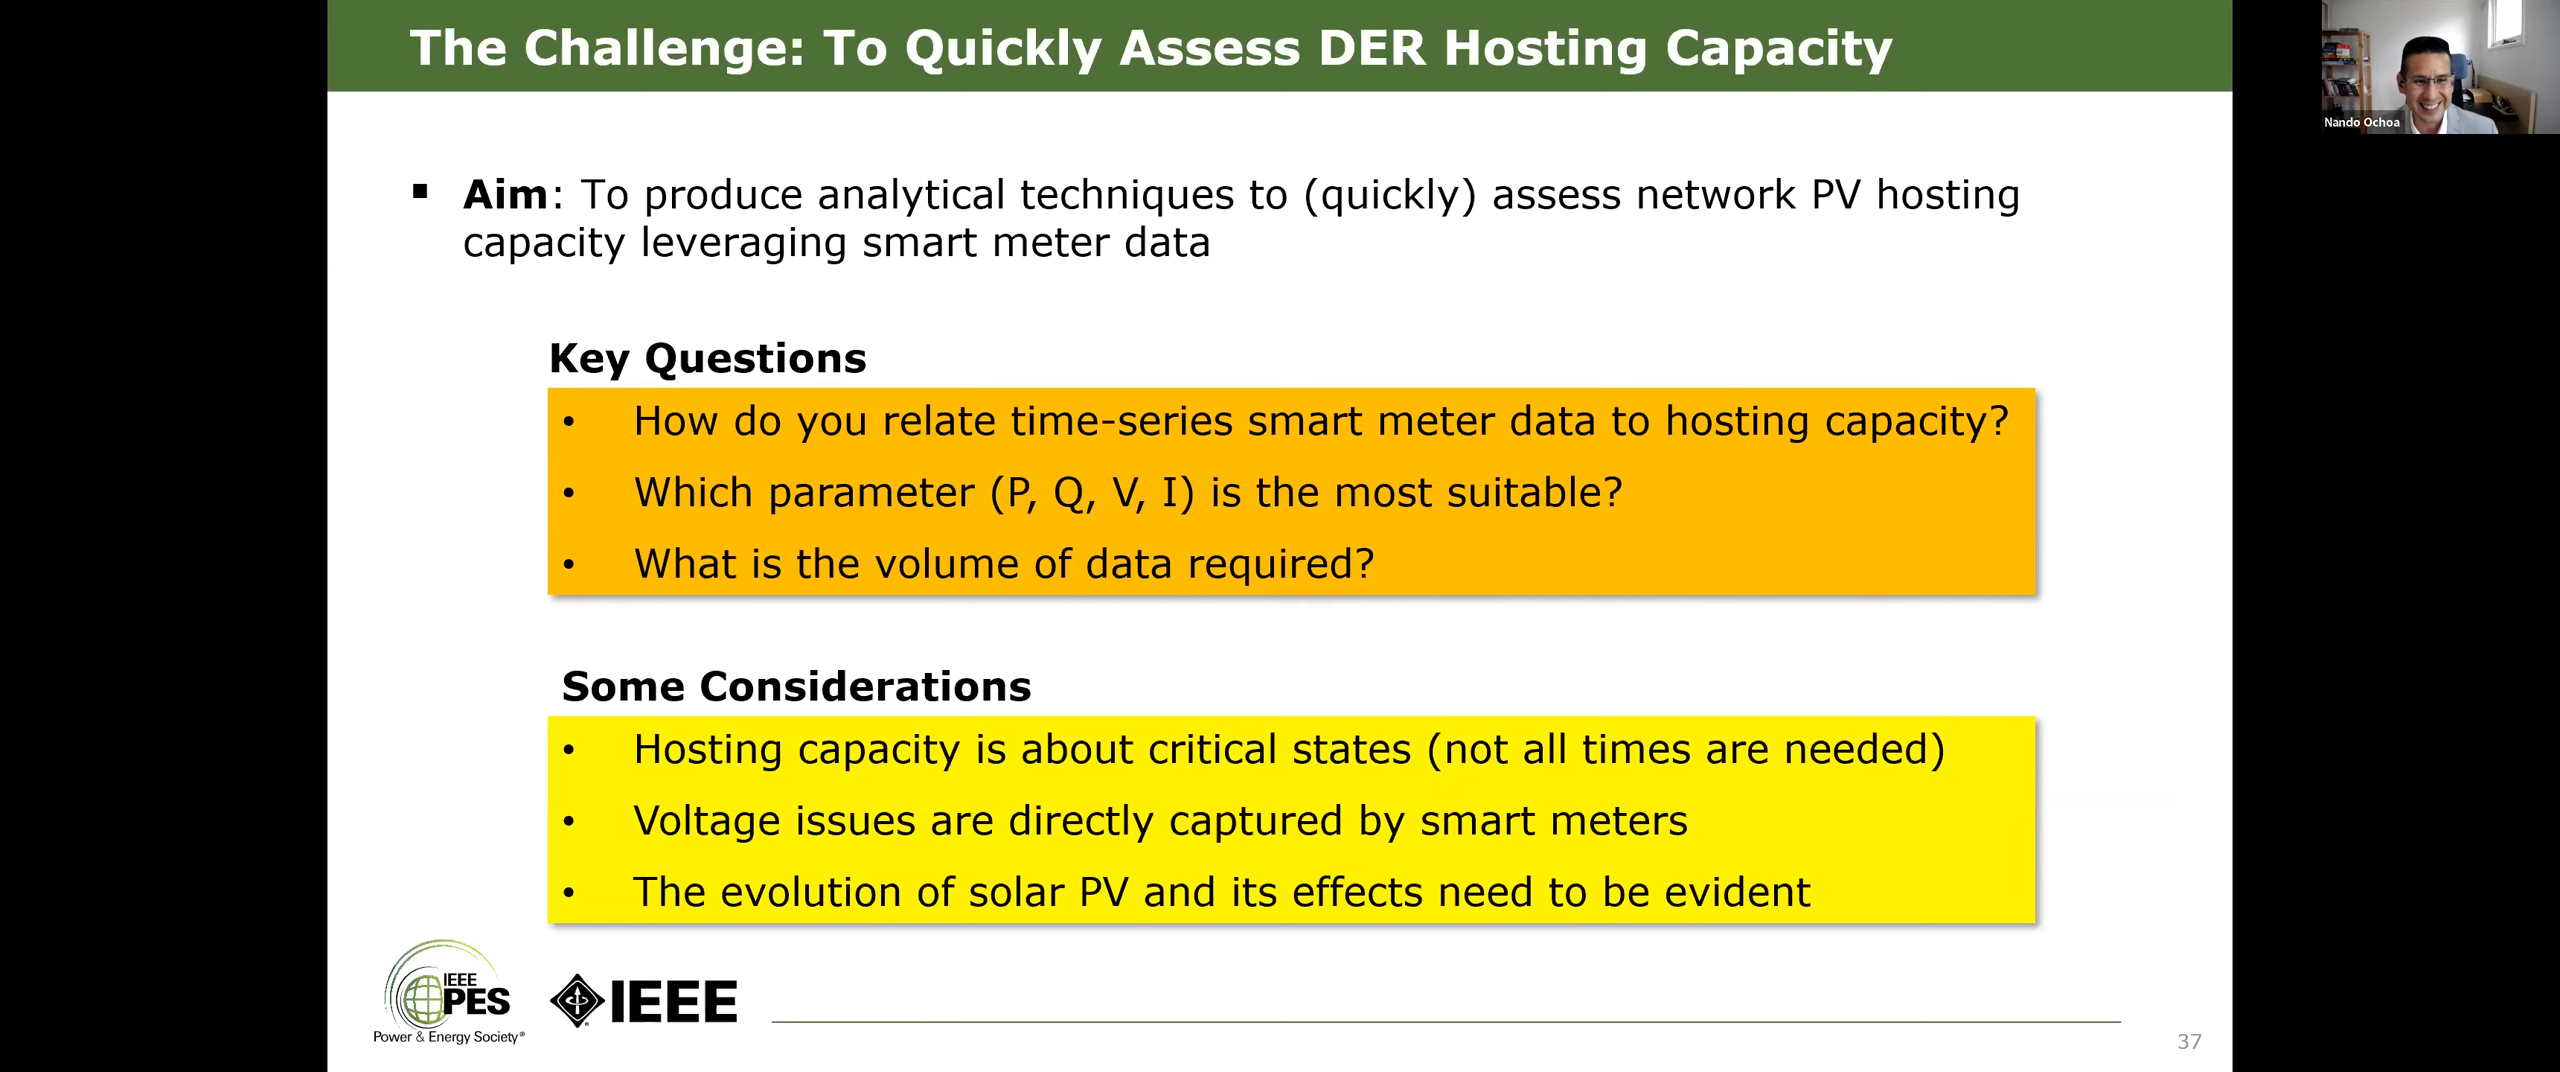 The Challenge: To Quickly Assess DER Hosting Capacity
Nando Ochoa
▪ Aim: To produce analytical techniques to (quickly) assess network PV hosting
capacity leveraging smart meter data
Key Questions
• How do you relate time-series smart meter data to hosting capacity?
• Which parameter (P, Q, V, I) is the most suitable?
• What is the volume of data required?
Some Considerations
• Hosting capacity is about critical states (not all times are needed)
• Voltage issues are directly captured by smart meters
• The evolution of solar PV and its effects need to be evident
IEEE
PES
Power & Energy Society®
IEEE
37